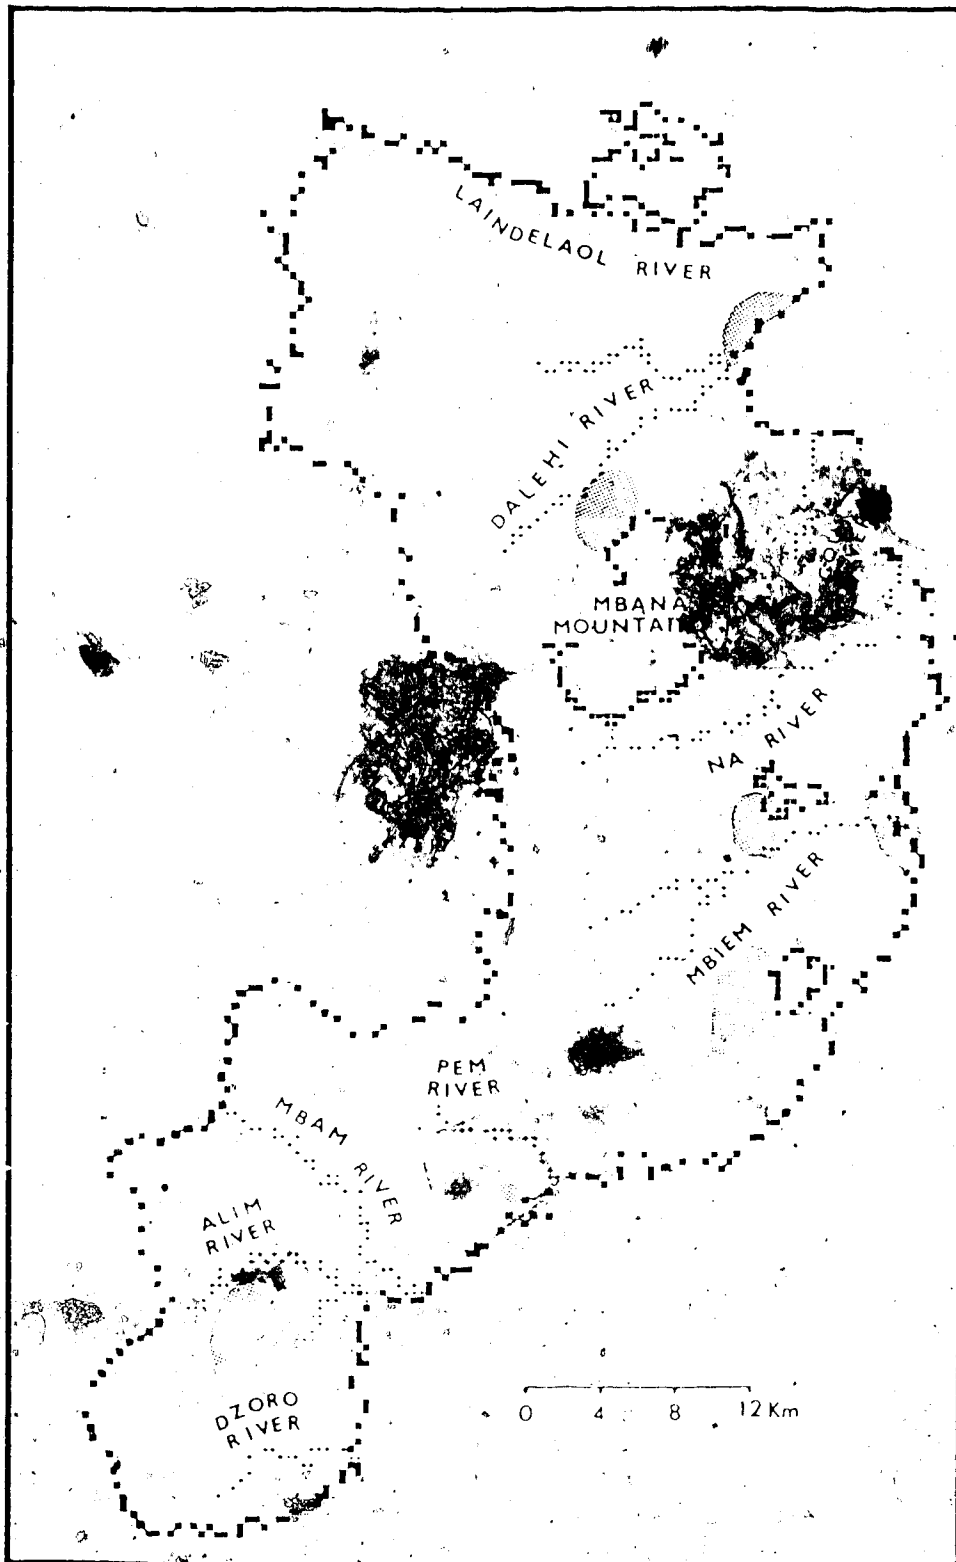 LAINDELAOL RIVER
DALEHI RIVER
MBANA
MOUNTAIN
NA RIVER
MBIEM RIVER
PEM
RIVER
MBAM RIVER
ALIM
RIVER
DZORO
RIVER
0 4 8 12 Km